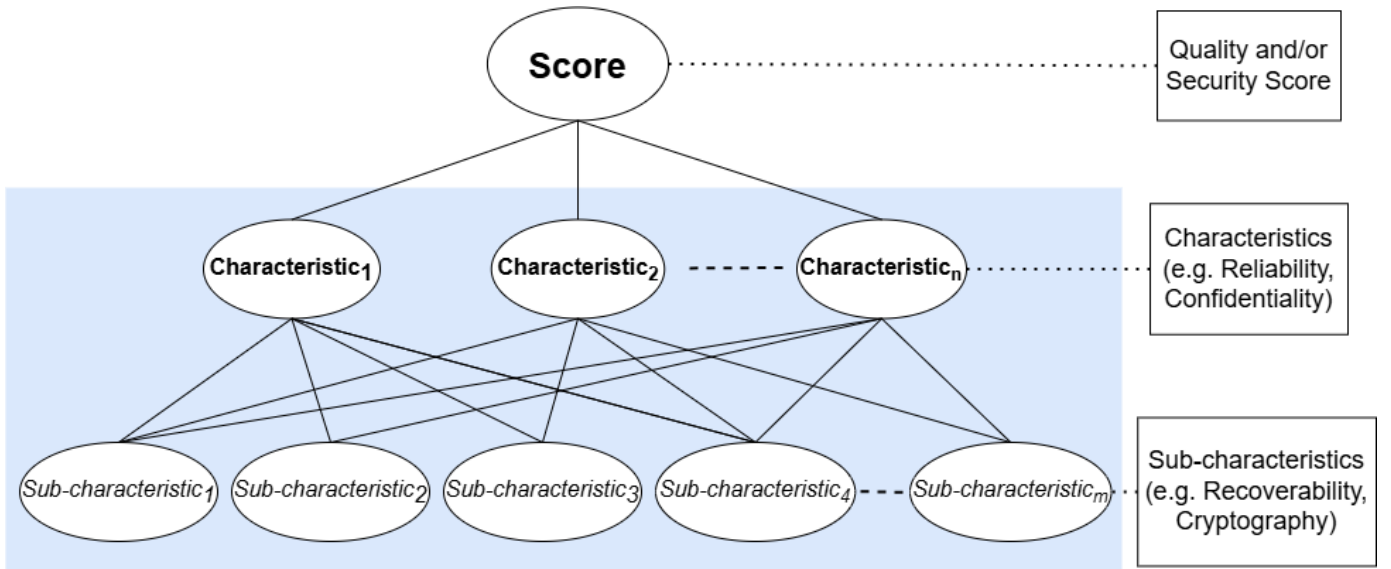 Score
Quality and/or
Security Score
Characteristic₁
Characteristic₂
Characteristicₙ
Characteristics
(e.g. Reliability,
Confidentiality)
Sub-characteristic₁
Sub-characteristic₂
Sub-characteristic₃
Sub-characteristic₄
Sub-characteristicₘ
Sub-characteristics
(e.g. Recoverability,
Cryptography)